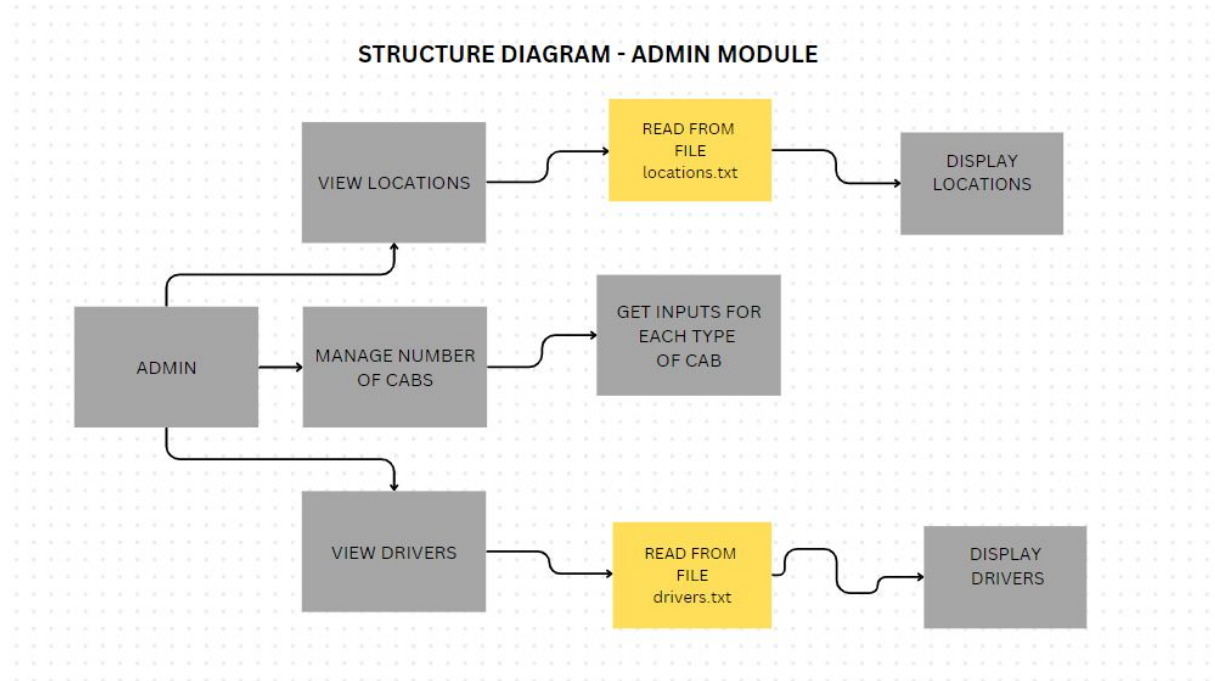 STRUCTURE DIAGRAM - ADMIN MODULE
VIEW LOCATIONS
READ FROM
FILE
locations.txt
DISPLAY
LOCATIONS
ADMIN
MANAGE NUMBER
OF CABS
GET INPUTS FOR
EACH TYPE
OF CAB
VIEW DRIVERS
READ FROM
FILE
drivers.txt
DISPLAY
DRIVERS